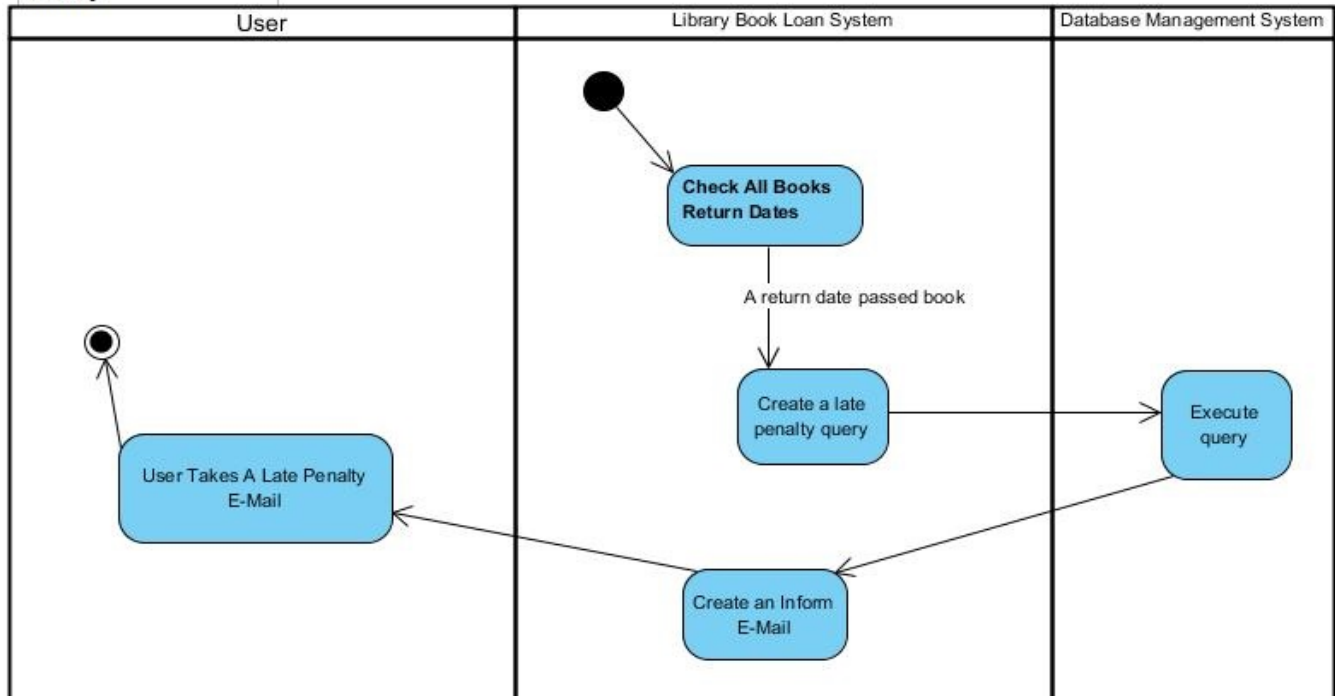 User
Library Book Loan System
Database Management System
Check All Books
Return Dates
A return date passed book
Create a late
penalty query
Execute
query
User Takes A Late Penalty
E-Mail
Create an Inform
E-Mail